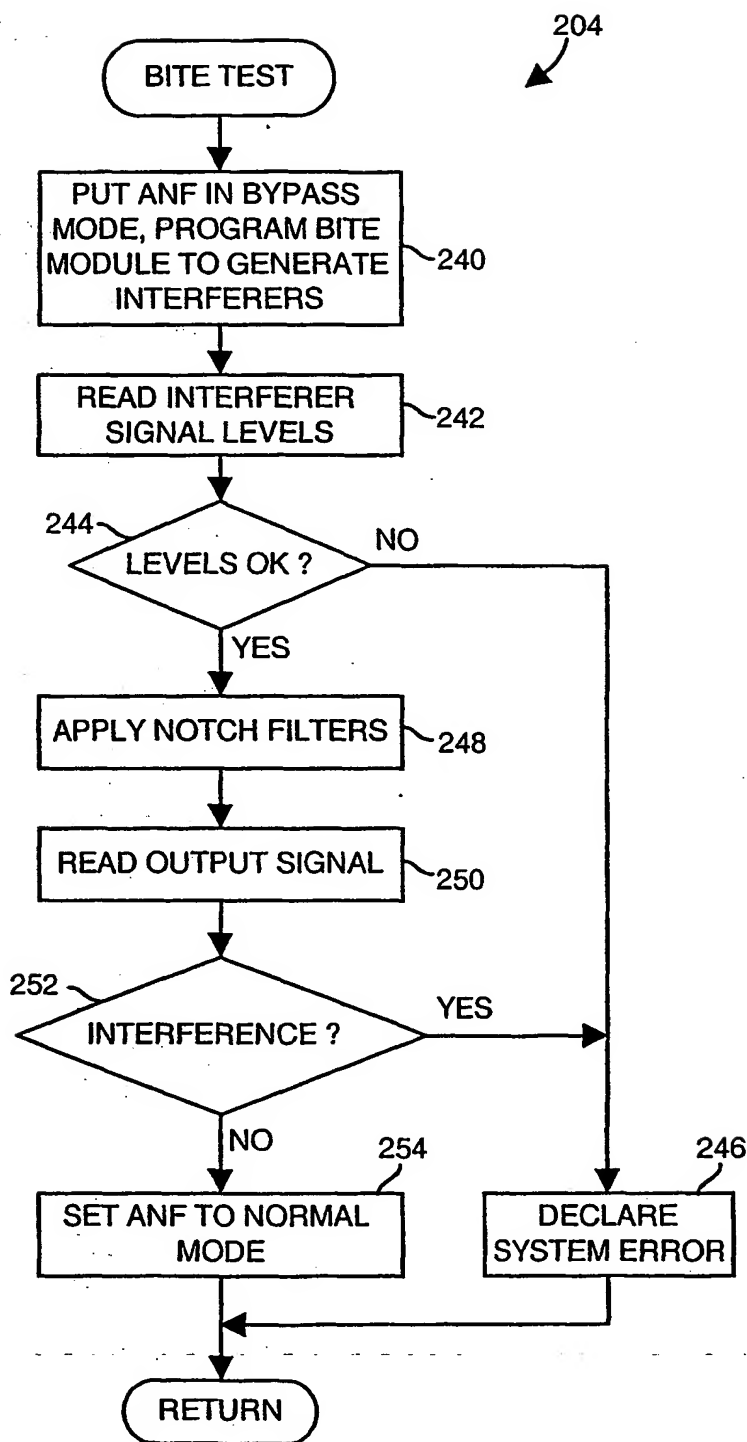 204
BITE TEST
PUT ANF IN BYPASS
MODE, PROGRAM BITE
MODULE TO GENERATE
INTERFERERS
240
READ INTERFERER
SIGNAL LEVELS
242
244
LEVELS OK ?
NO
YES
APPLY NOTCH FILTERS
248
READ OUTPUT SIGNAL
250
252
INTERFERENCE ?
YES
NO
254
SET ANF TO NORMAL
MODE
246
DECLARE
SYSTEM ERROR
RETURN